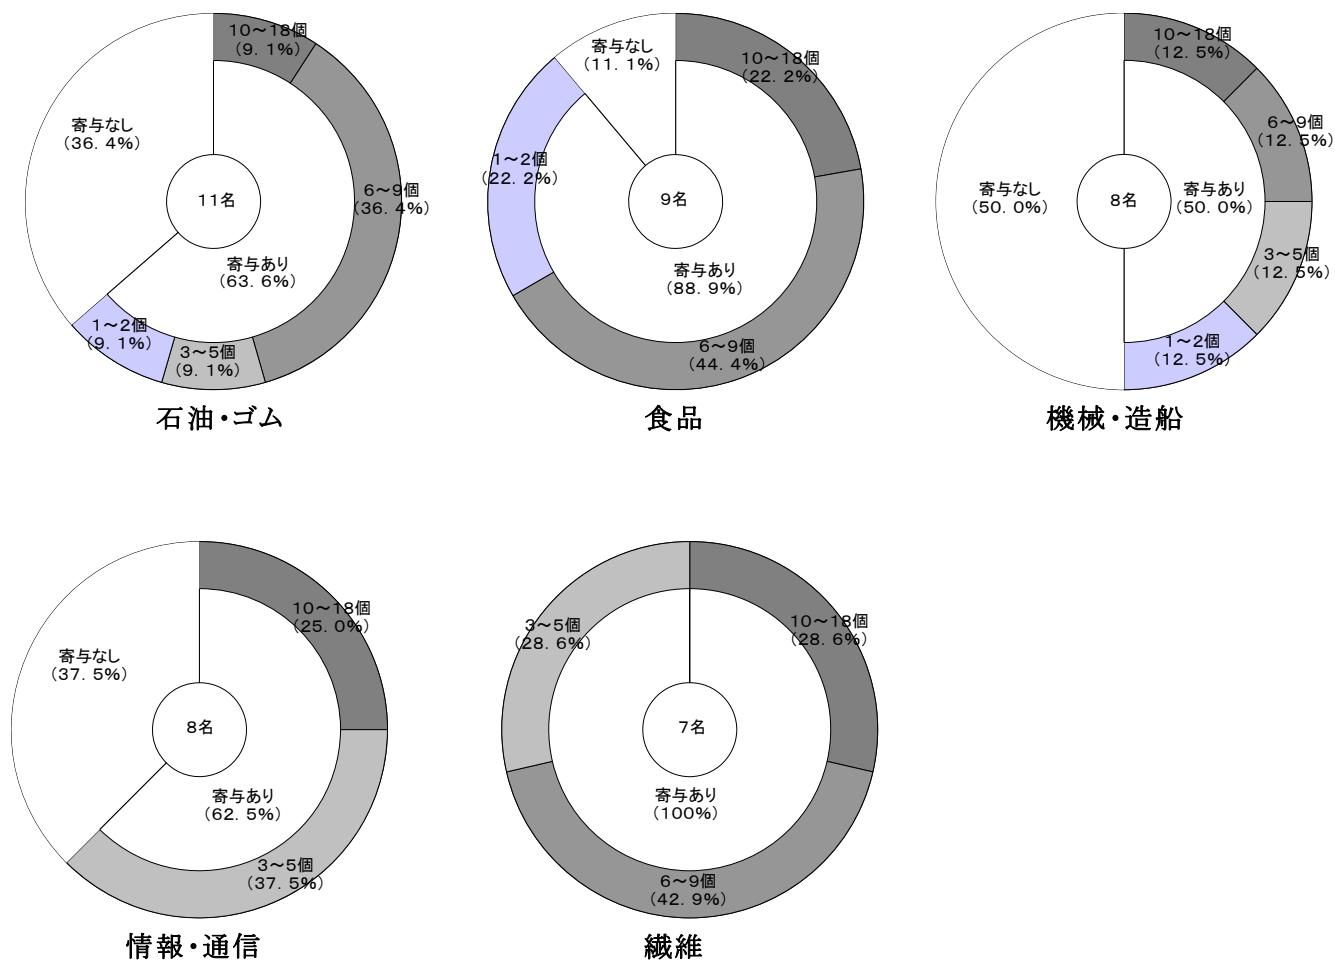 10～18個
(9. 1%)
寄与なし
(36. 4%)
6～9個
(36. 4%)
11名
寄与あり
(63. 6%)
1～2個
(9. 1%)
3～5個
(9. 1%)
石油・ゴム
寄与なし
(11. 1%)
10～18個
(22. 2%)
1～2個
(22. 2%)
9名
寄与あり
(88. 9%)
6～9個
(44. 4%)
食品
10～18個
(12. 5%)
6～9個
(12. 5%)
寄与なし
(50. 0%)
8名
寄与あり
(50. 0%)
3～5個
(12. 5%)
1～2個
(12. 5%)
機械・造船
10～18個
(25. 0%)
寄与なし
(37. 5%)
8名
寄与あり
(62. 5%)
3～5個
(37. 5%)
情報・通信
3～5個
(28. 6%)
10～18個
(28. 6%)
7名
寄与あり
(100%)
6～9個
(42. 9%)
繊維